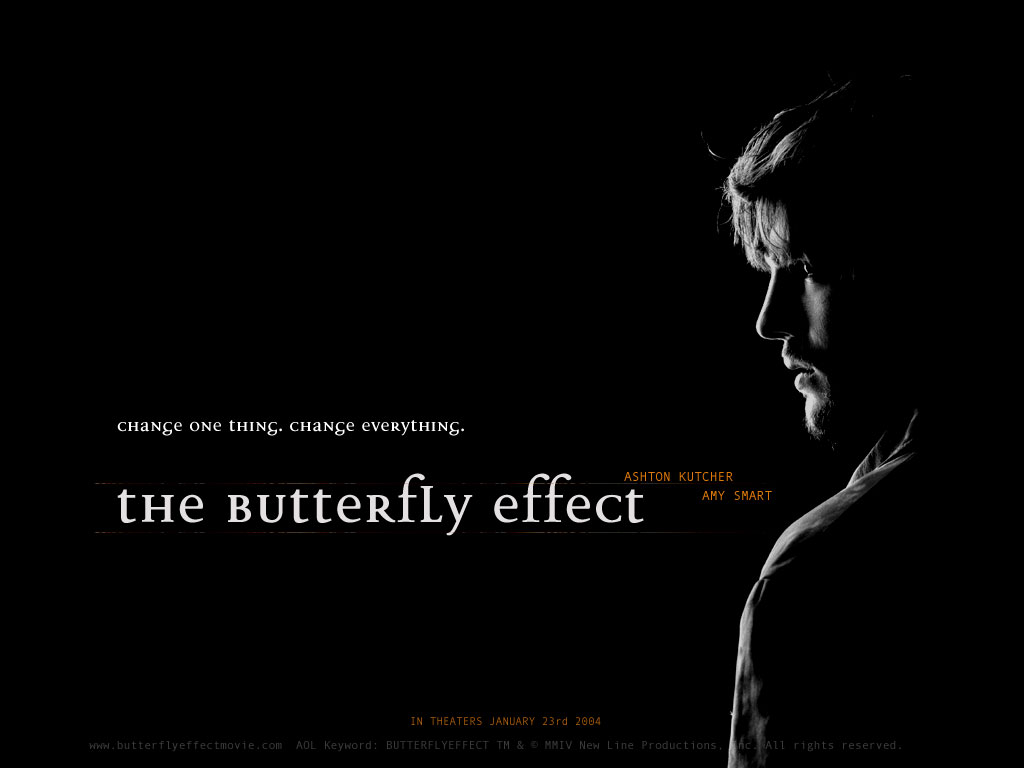 change one thing. change everything.
the butterfly effect
ASHTON KUTCHER
AMY SMART
IN THEATERS JANUARY 23rd 2004
www.butterflyeffectmovie.com AOL Keyword: BUTTERFLYEFFECT TM & © MMIV New Line Productions, Inc. All rights reserved.